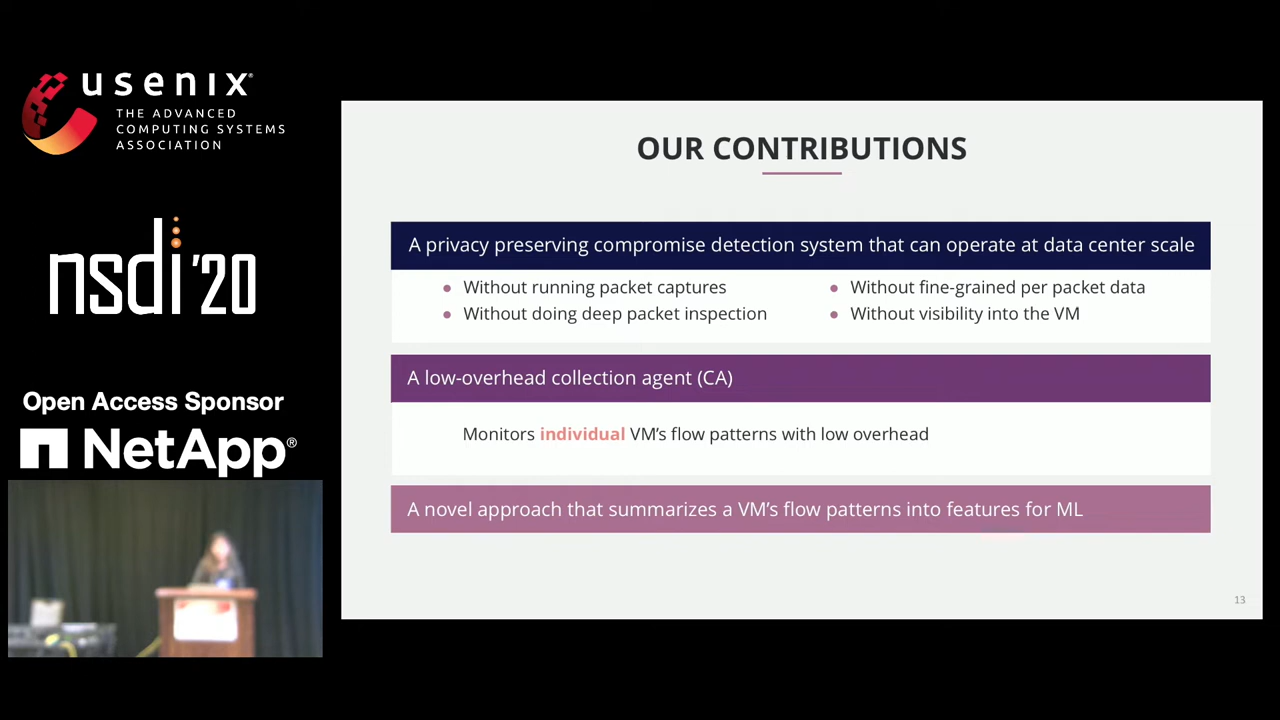 usenix®
THE ADVANCED
COMPUTING SYSTEMS
ASSOCIATION
nsdi '20
Open Access Sponsor
NetApp®
OUR CONTRIBUTIONS
A privacy preserving compromise detection system that can operate at data center scale
● Without running packet captures
● Without doing deep packet inspection
● Without fine-grained per packet data
● Without visibility into the VM
A low-overhead collection agent (CA)
Monitors individual VM's flow patterns with low overhead
A novel approach that summarizes a VM's flow patterns into features for ML
13